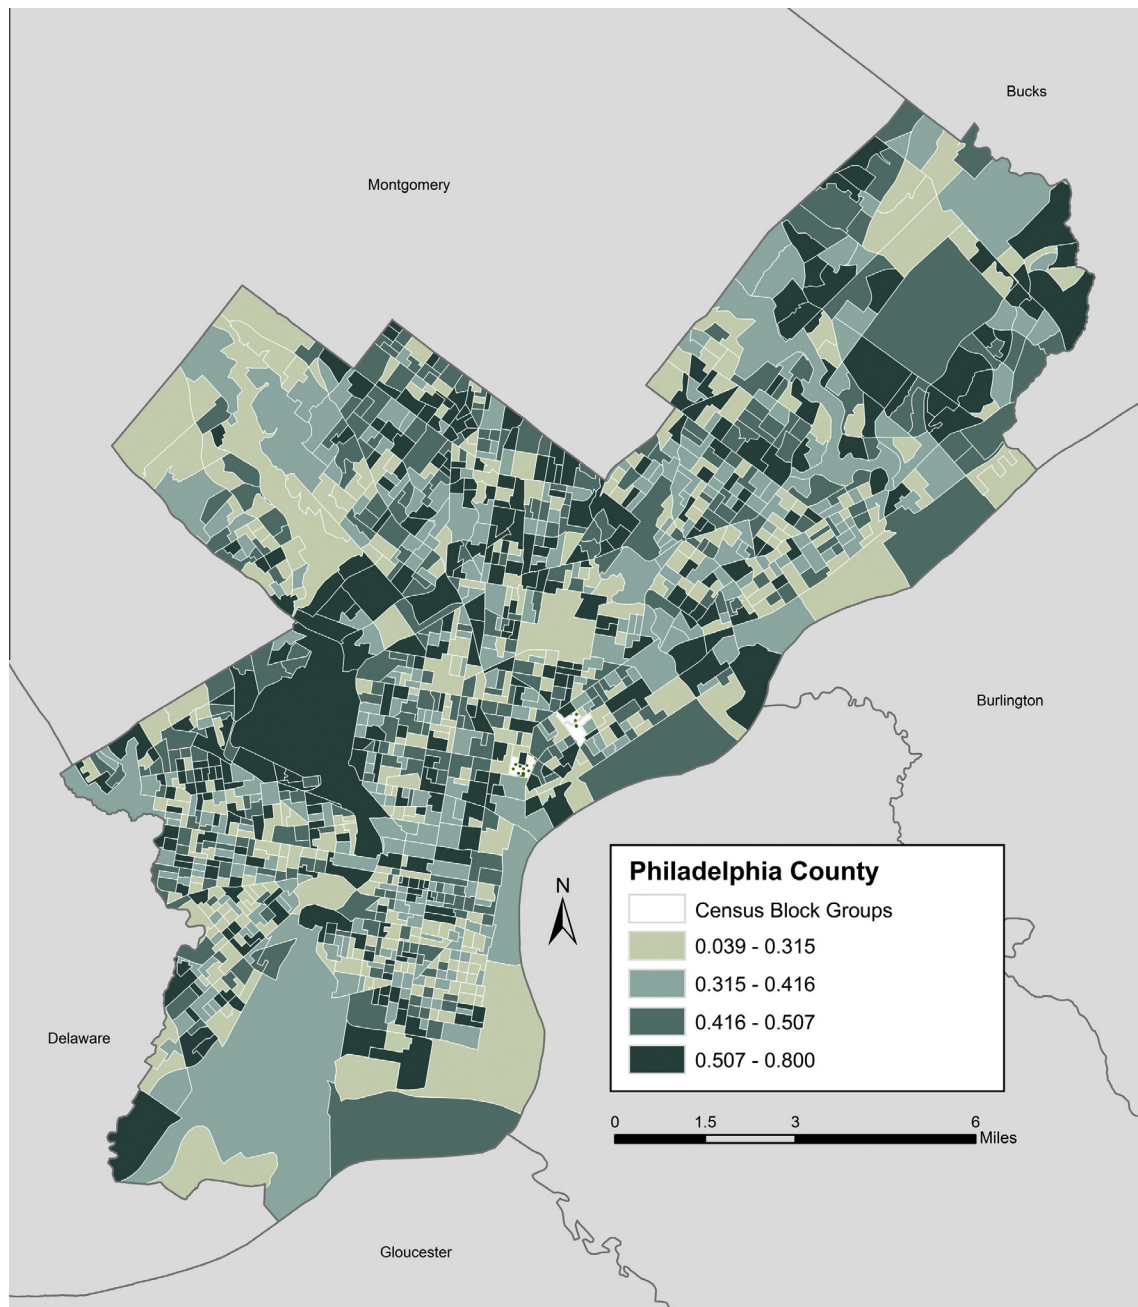 Bucks
Montgomery
Burlington
Philadelphia County
Census Block Groups
0.039 - 0.315
0.315 - 0.416
0.416 - 0.507
0.507 - 0.800
N
Delaware
0 1.5 3 6
Miles
Gloucester